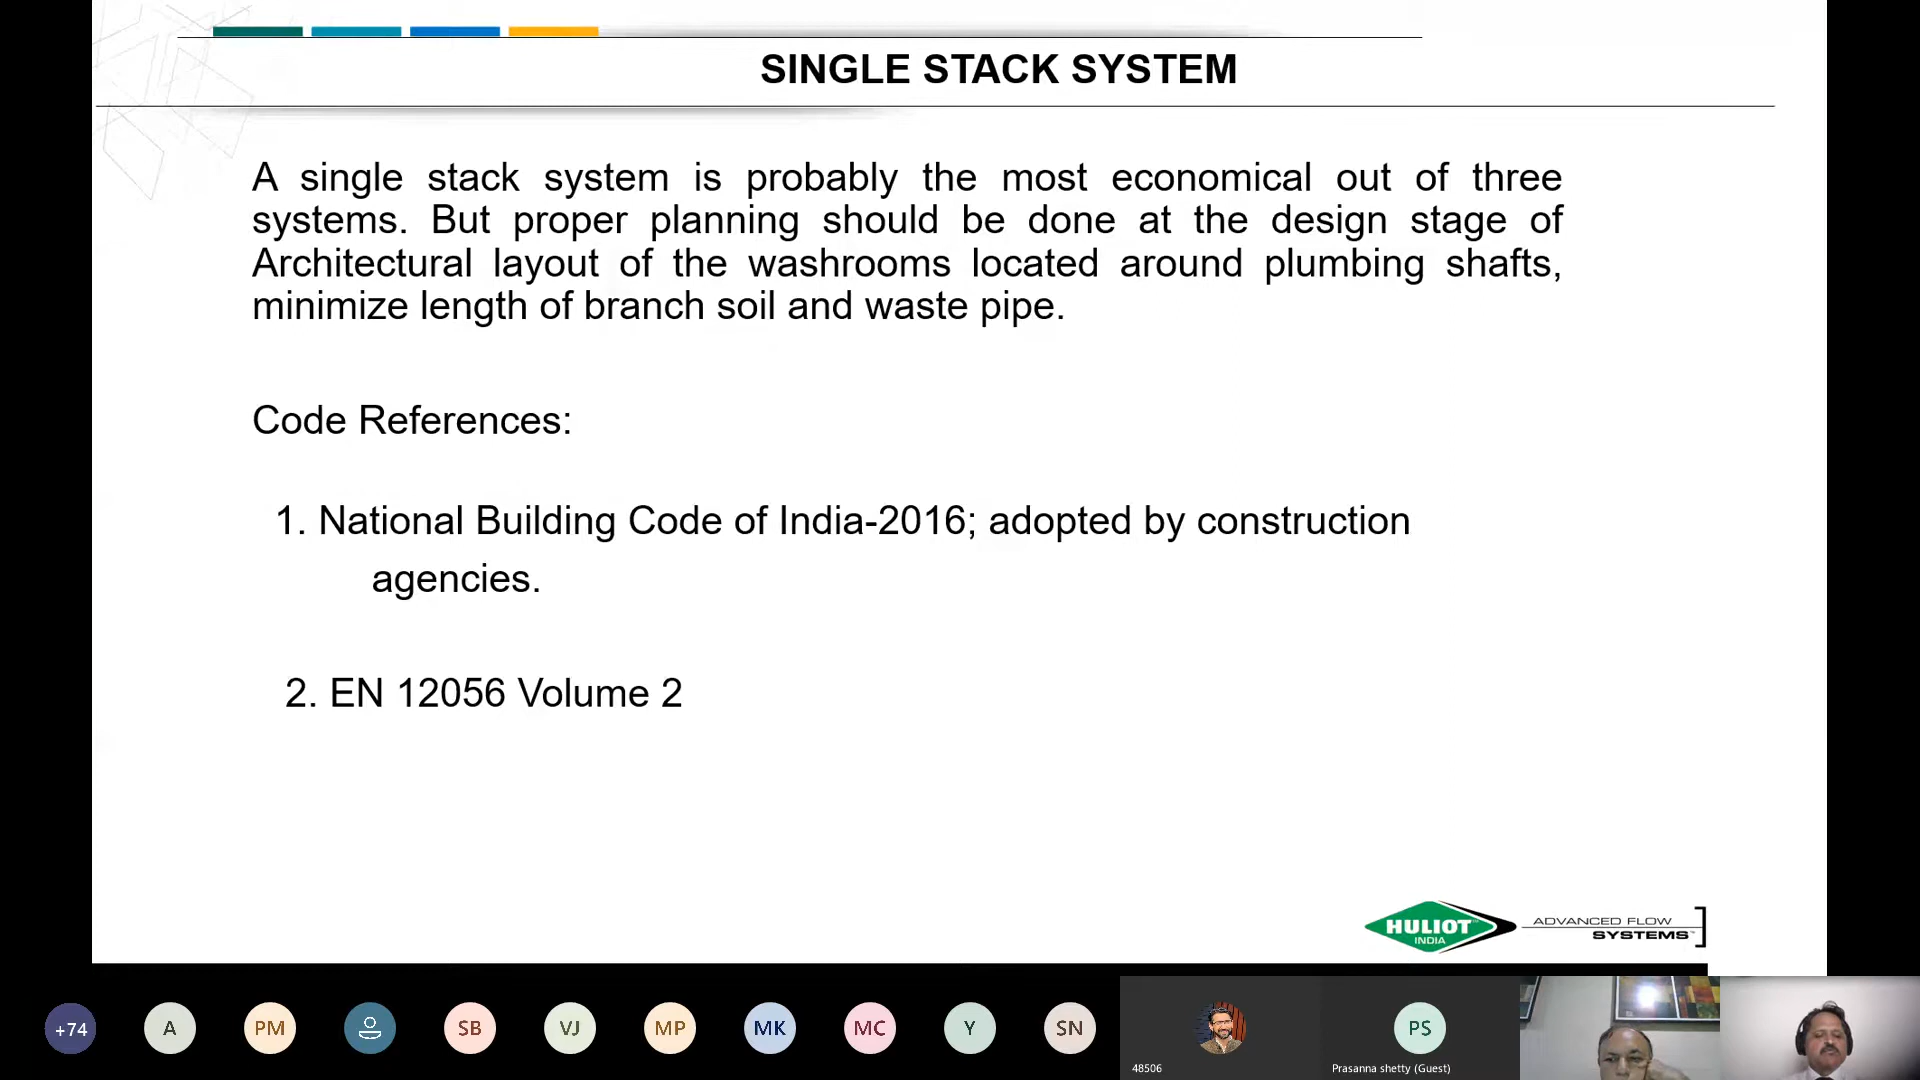 SINGLE STACK SYSTEM
A single stack system is probably the most economical out of three
systems. But proper planning should be done at the design stage of
Architectural layout of the washrooms located around plumbing shafts,
minimize length of branch soil and waste pipe.
Code References:
1. National Building Code of India-2016; adopted by construction
agencies.
2. EN 12056 Volume 2
HULIOT™
INDIA
ADVANCED FLOW
SYSTEMS™
+74
A
PM
SB
VJ
MP
MK
MC
Y
SN
48506
PS
Prasanna shetty (Guest)